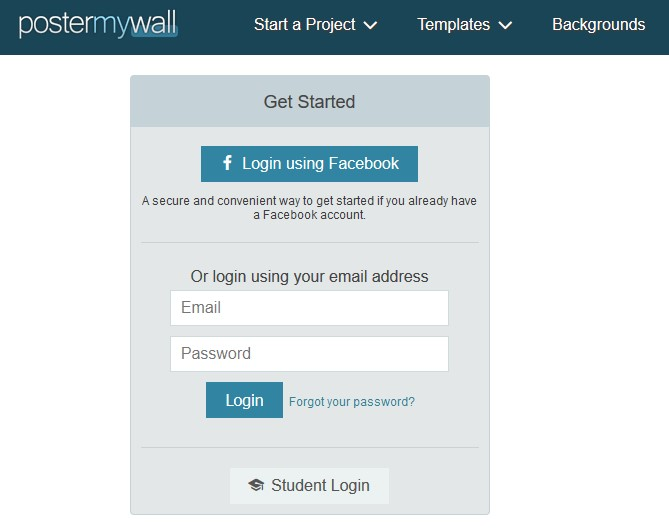 postermywall
Start a Project
Templates
Backgrounds
Get Started
Login using Facebook
A secure and convenient way to get started if you already have
a Facebook account.
Or login using your email address
Email
Password
Login
Forgot your password?
Student Login